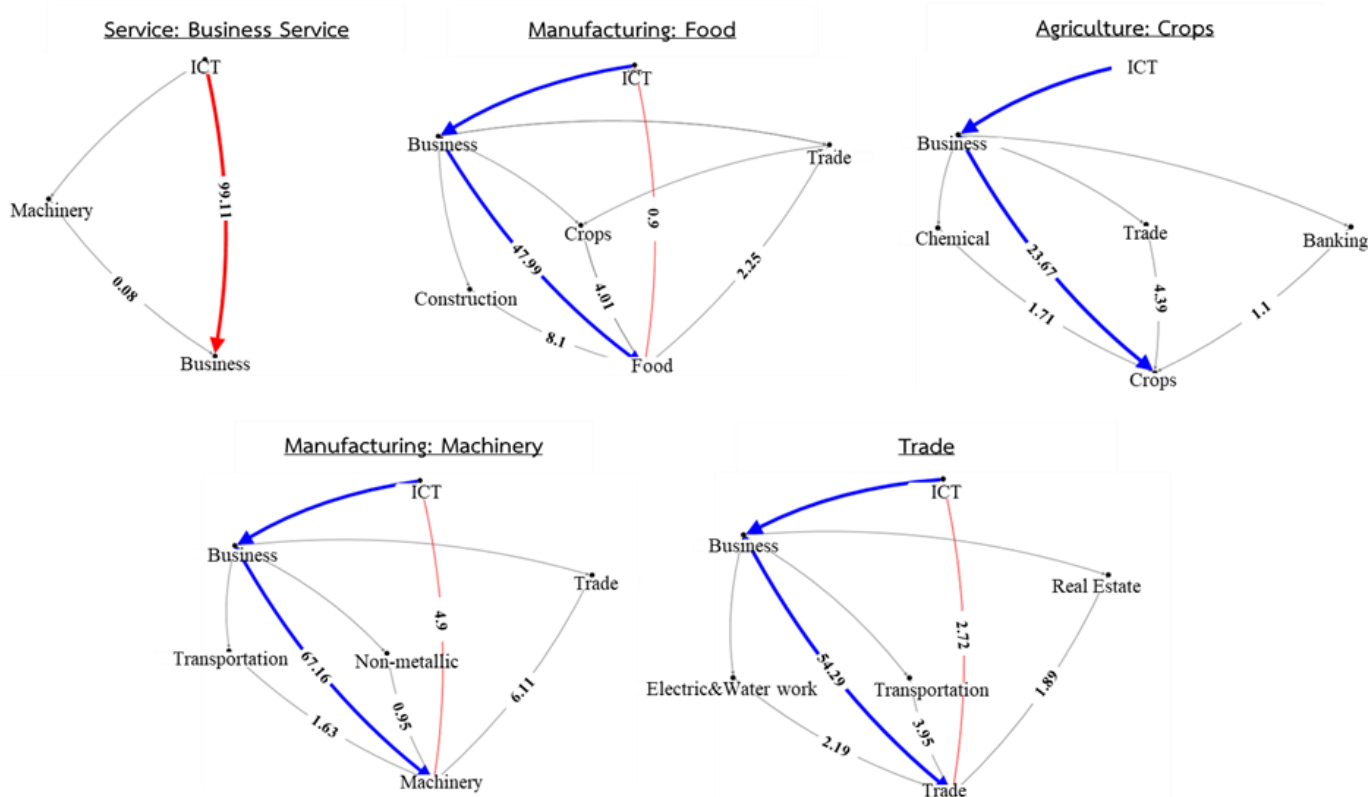 Service: Business Service
ICT
Machinery
99.11
0.08
Business
Manufacturing: Food
ICT
Business
Trade
0.9
Crops
47.99
2.25
Construction
4.01
8.1
Food
Agriculture: Crops
ICT
Business
Chemical
Trade
Banking
23.67
1.71
4.39
1.1
Crops
Manufacturing: Machinery
ICT
Business
Trade
4.9
Transportation
Non-metallic
67.16
6.11
0.95
1.63
Machinery
Trade
ICT
Business
Real Estate
2.72
54.29
Electric&Water work
Transportation
1.89
3.95
2.19
Trade